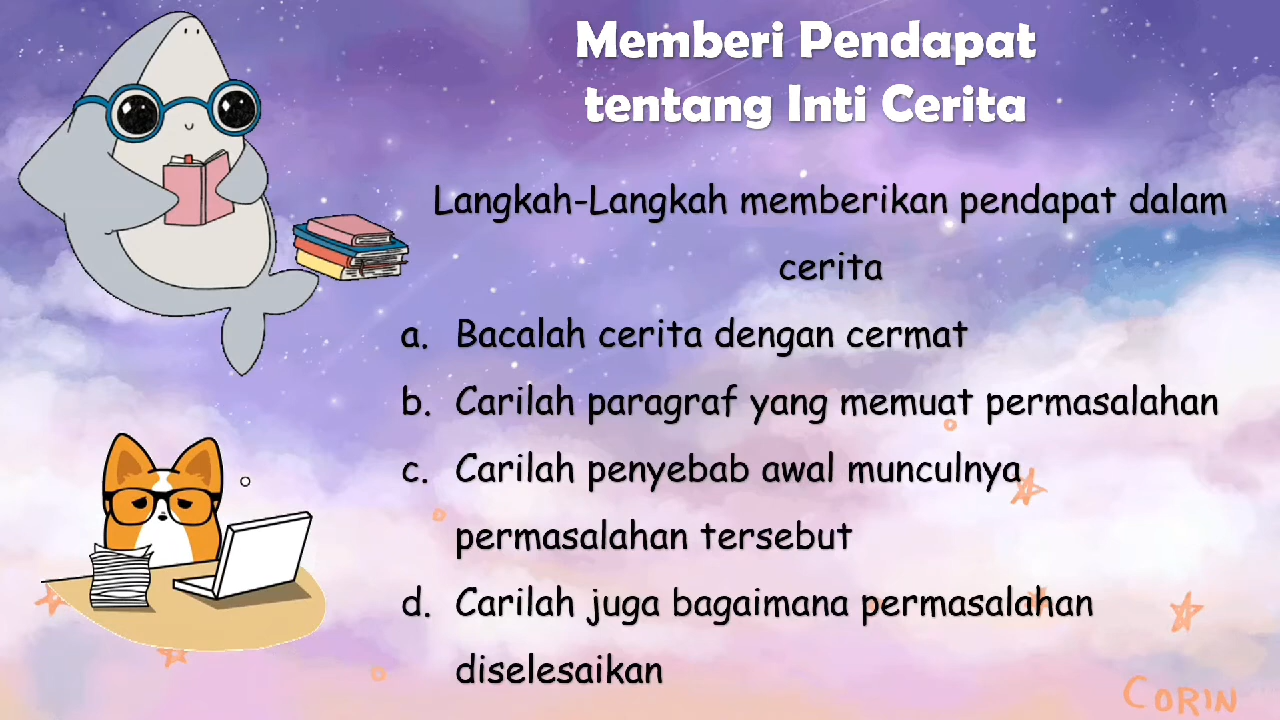 Memberi Pendapat
tentang Inti Cerita
Langkah-Langkah memberikan pendapat dalam
cerita
a. Bacalah cerita dengan cermat
b. Carilah paragraf yang memuat permasalahan
c. Carilah penyebab awal munculnya
permasalahan tersebut
d. Carilah juga bagaimana permasalahan
diselesaikan
CORIN